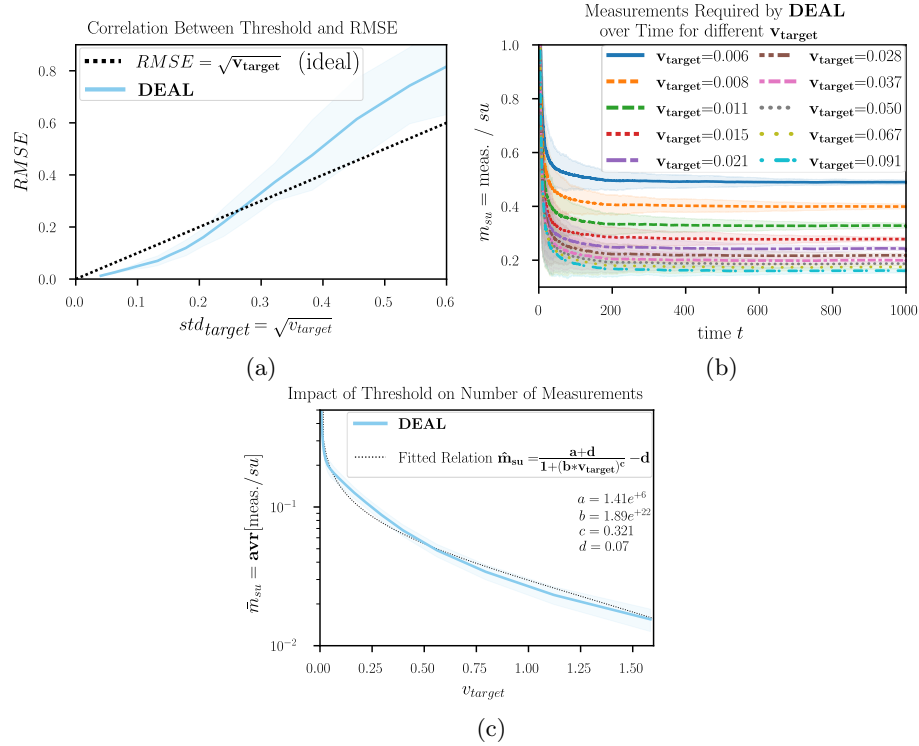 Correlation Between Threshold and RMSE
RMSE = √v_target (ideal)
DEAL
RMSE
0.8
0.6
0.4
0.2
0.0
0.0 0.1 0.2 0.3 0.4 0.5 0.6
std_target = √v_target
(a)
Measurements Required by DEAL
over Time for different v_target
v_target=0.006 v_target=0.028
v_target=0.008 v_target=0.037
v_target=0.011 v_target=0.050
v_target=0.015 v_target=0.067
v_target=0.021 v_target=0.091
m_su = meas. / su
1.0
0.8
0.6
0.4
0.2
0 200 400 600 800 1000
time t
(b)
Impact of Threshold on Number of Measurements
DEAL
Fitted Relation m̂_su = (a+d)/(1+(b*v_target)^c) −d
a = 1.41e^+6
b = 1.89e^+22
c = 0.321
d = 0.07
m̄_su = avr[meas./su]
10^−1
10^−2
0.00 0.25 0.50 0.75 1.00 1.25 1.50
v_target
(c)